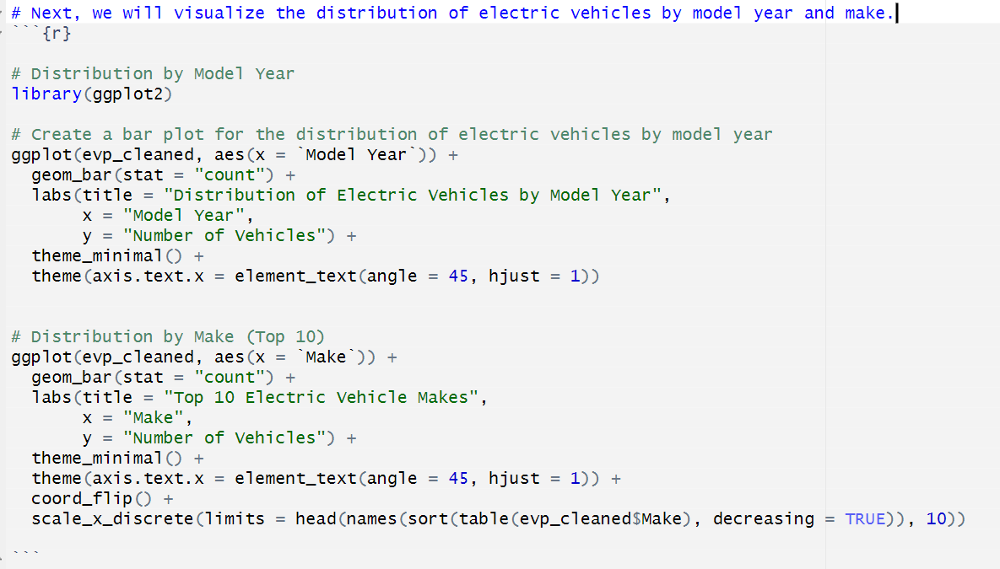 # Next, we will visualize the distribution of electric vehicles by model year and make.
```{r}
# Distribution by Model Year
library(ggplot2)
# Create a bar plot for the distribution of electric vehicles by model year
ggplot(evp_cleaned, aes(x = `Model Year`)) +
  geom_bar(stat = "count") +
  labs(title = "Distribution of Electric Vehicles by Model Year",
       x = "Model Year",
       y = "Number of Vehicles") +
  theme_minimal() +
  theme(axis.text.x = element_text(angle = 45, hjust = 1))
# Distribution by Make (Top 10)
ggplot(evp_cleaned, aes(x = `Make`)) +
  geom_bar(stat = "count") +
  labs(title = "Top 10 Electric Vehicle Makes",
       x = "Make",
       y = "Number of Vehicles") +
  theme_minimal() +
  theme(axis.text.x = element_text(angle = 45, hjust = 1)) +
  coord_flip() +
  scale_x_discrete(limits = head(names(sort(table(evp_cleaned$Make), decreasing = TRUE)), 10))
```